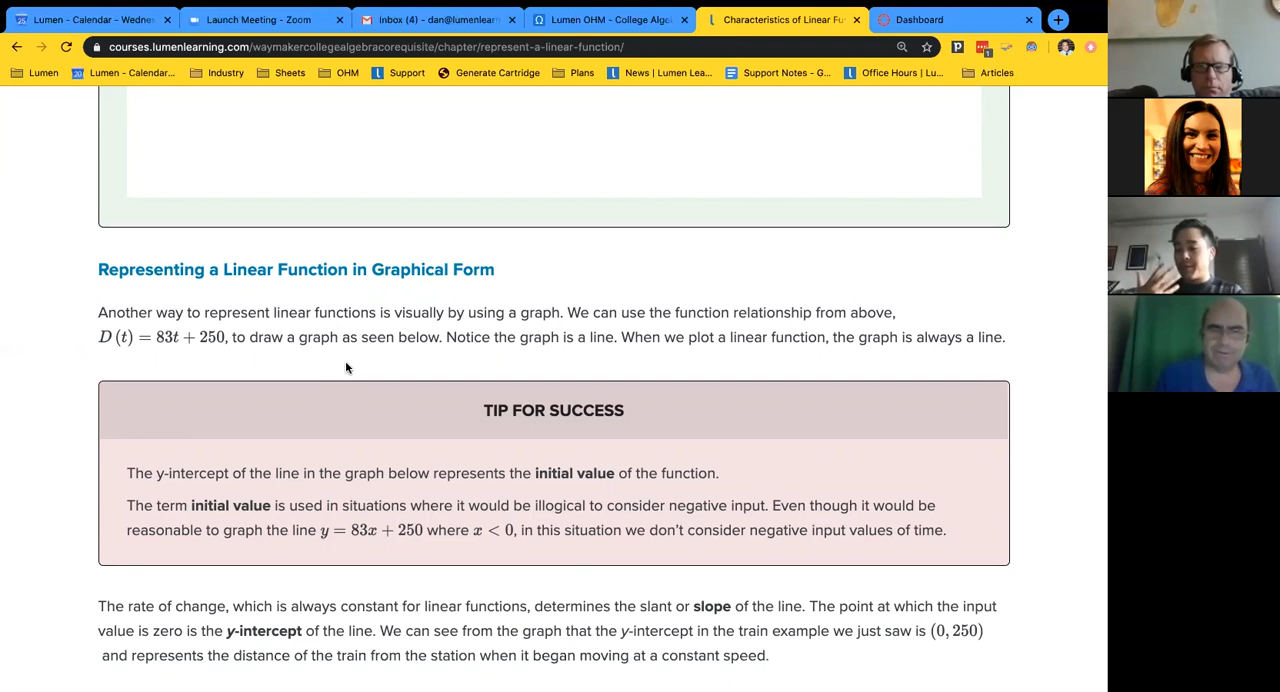 Lumen - Calendar - Wednes
Launch Meeting - Zoom
Inbox (4) - dan@lumenlear
Lumen OHM - College Algo
Characteristics of Linear Fu
Dashboard
courses.lumenlearning.com/waymakercollegealgebracorequisite/chapter/represent-a-linear-function/
Lumen
Lumen - Calendar...
Industry
Sheets
OHM
Support
Generate Cartridge
Plans
News | Lumen Lea...
Support Notes - G...
Office Hours | Lu...
Articles
Representing a Linear Function in Graphical Form
Another way to represent linear functions is visually by using a graph. We can use the function relationship from above,
D (t) = 83t + 250, to draw a graph as seen below. Notice the graph is a line. When we plot a linear function, the graph is always a line.
TIP FOR SUCCESS
The y-intercept of the line in the graph below represents the initial value of the function.
The term initial value is used in situations where it would be illogical to consider negative input. Even though it would be
reasonable to graph the line y = 83x + 250 where x < 0, in this situation we don't consider negative input values of time.
The rate of change, which is always constant for linear functions, determines the slant or slope of the line. The point at which the input
value is zero is the y-intercept of the line. We can see from the graph that the y-intercept in the train example we just saw is (0, 250)
and represents the distance of the train from the station when it began moving at a constant speed.